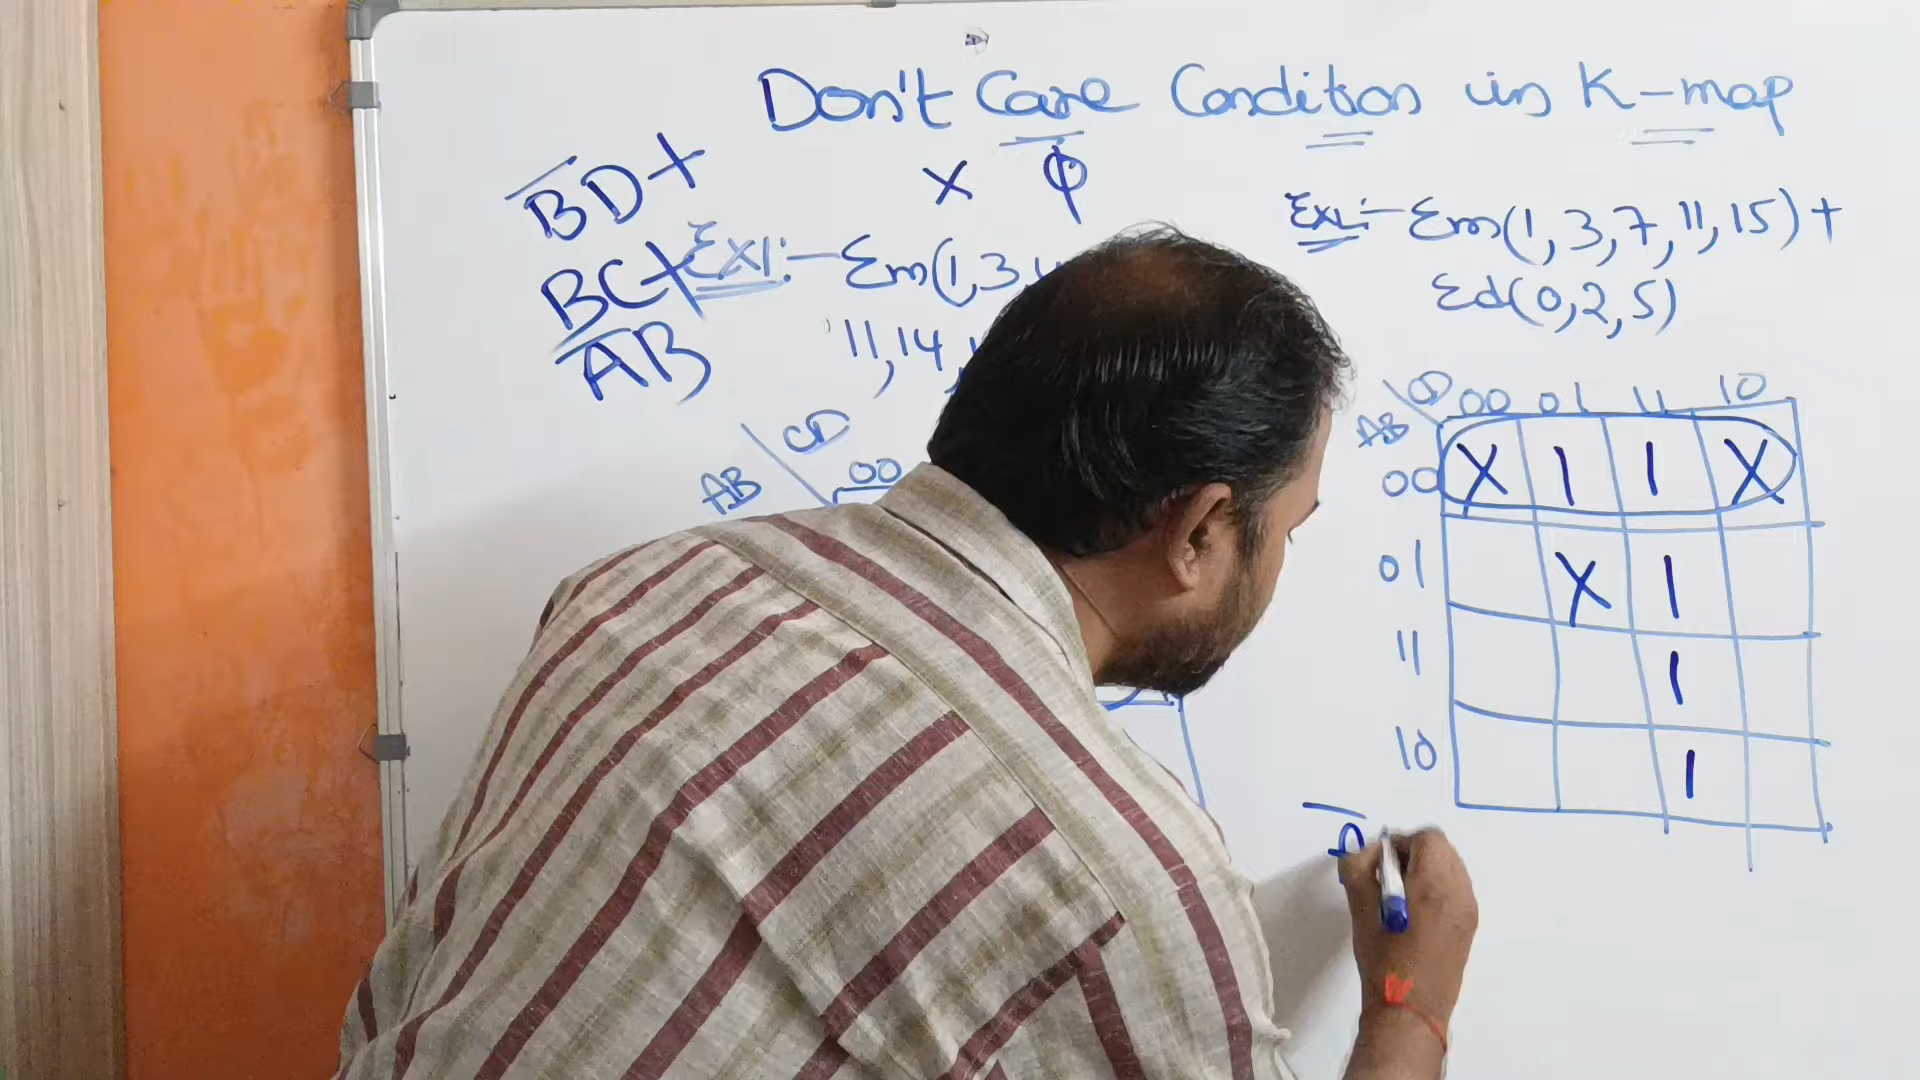 Don't Care Condition in K-map
X Φ
B̅D+
BC+
A̅B
Ex1:- Σm(1,3,
11,14,
CD
AB
00
Ex2:- Σm(1,3,7,11,15)+
Σd(0,2,5)
CD 00 01 11 10
AB
00 X 1 1 X
01 X 1
11 1
10 1